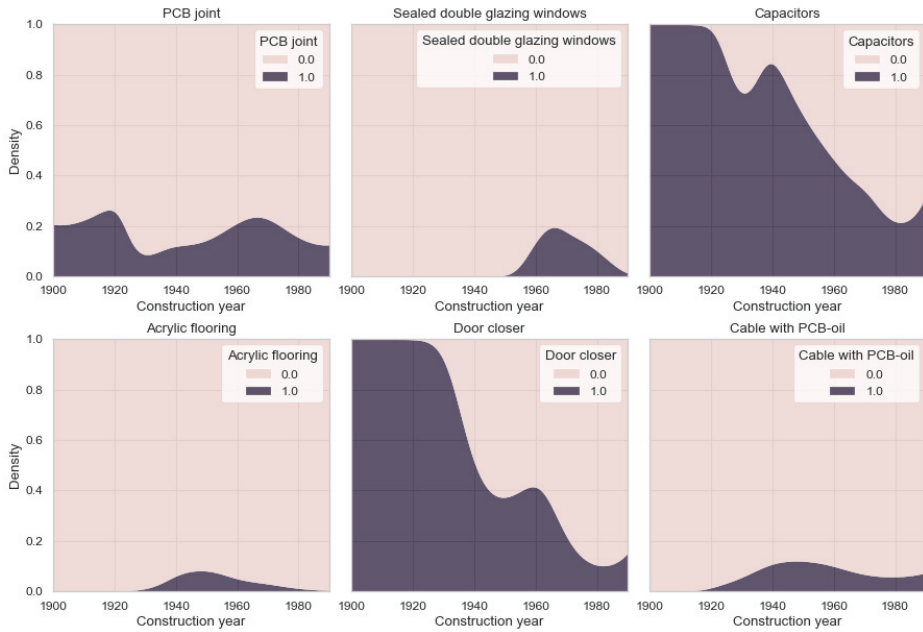 PCB joint
Sealed double glazing windows
Capacitors
1.0
0.8
0.6
0.4
0.2
0.0
Density
PCB joint
0.0
1.0
Sealed double glazing windows
0.0
1.0
Capacitors
0.0
1.0
1900 1920 1940 1960 1980
1900 1920 1940 1960 1980
1900 1920 1940 1960 1980
Construction year
Construction year
Construction year
Acrylic flooring
Door closer
Cable with PCB-oil
1.0
0.8
0.6
0.4
0.2
0.0
Density
Acrylic flooring
0.0
1.0
Door closer
0.0
1.0
Cable with PCB-oil
0.0
1.0
1900 1920 1940 1960 1980
1900 1920 1940 1960 1980
1900 1920 1940 1960 1980
Construction year
Construction year
Construction year